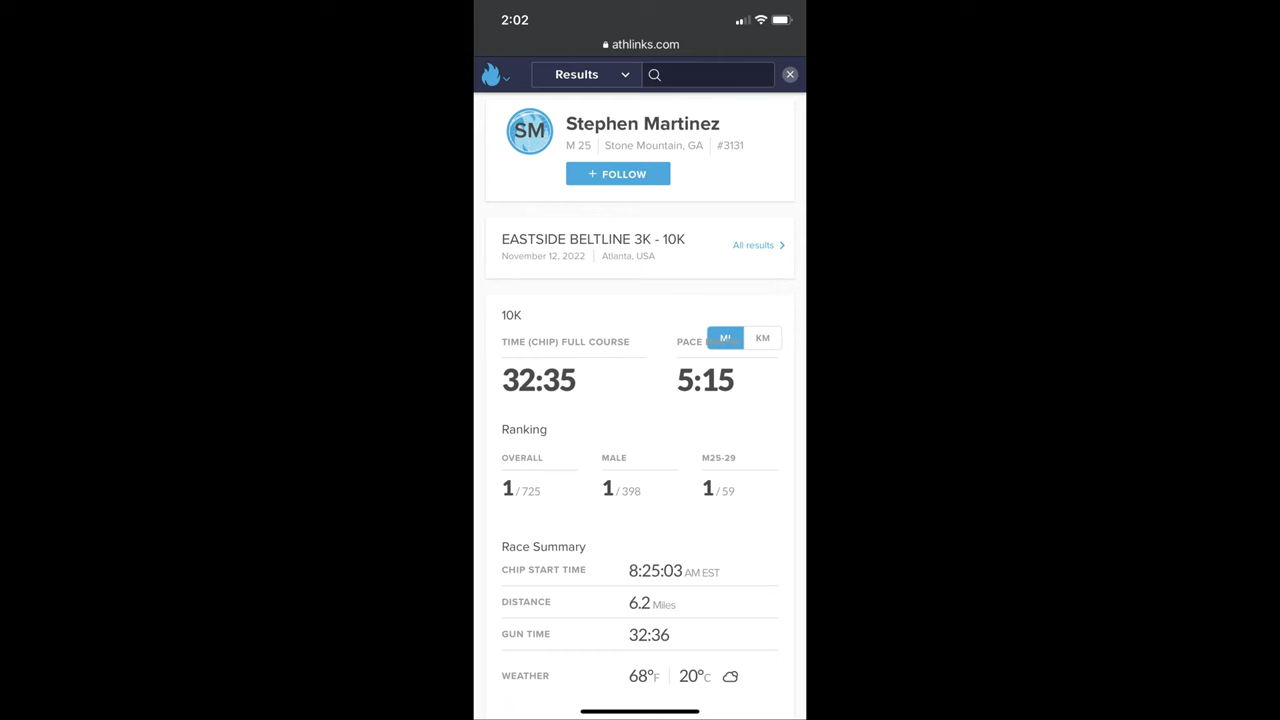 2:02
athlinks.com
Results
SM
Stephen Martinez
M 25 Stone Mountain, GA #3131
+ FOLLOW
EASTSIDE BELTLINE 3K - 10K
All results
November 12, 2022 Atlanta, USA
10K
MI KM
TIME (CHIP) FULL COURSE PACE
32:35 5:15
Ranking
OVERALL MALE M25-29
1 / 725 1 / 398 1 / 59
Race Summary
CHIP START TIME 8:25:03 AM EST
DISTANCE 6.2 Miles
GUN TIME 32:36
WEATHER 68°F 20°C